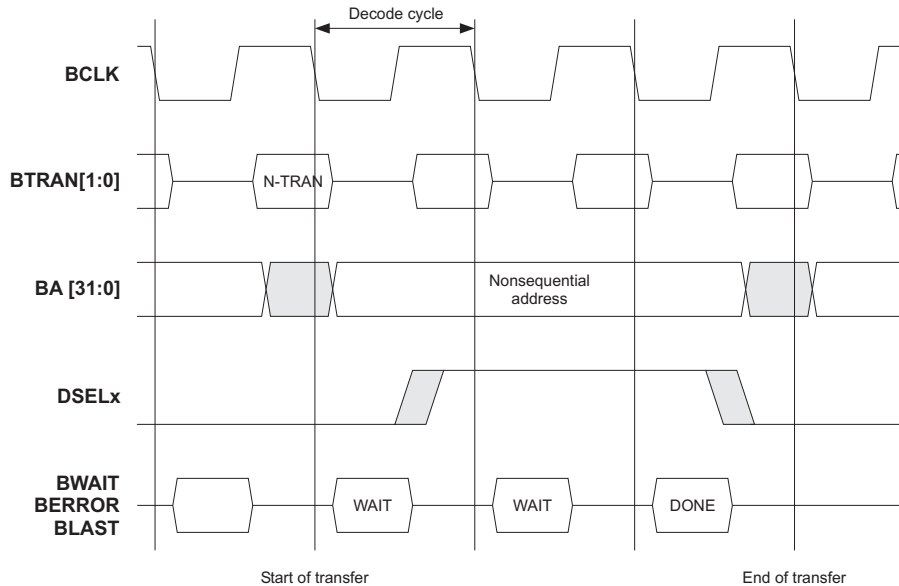 Decode cycle
BCLK
BTRAN[1:0]
N-TRAN
BA [31:0]
Nonsequential
address
DSELx
BWAIT
BERROR
BLAST
WAIT
WAIT
DONE
Start of transfer
End of transfer